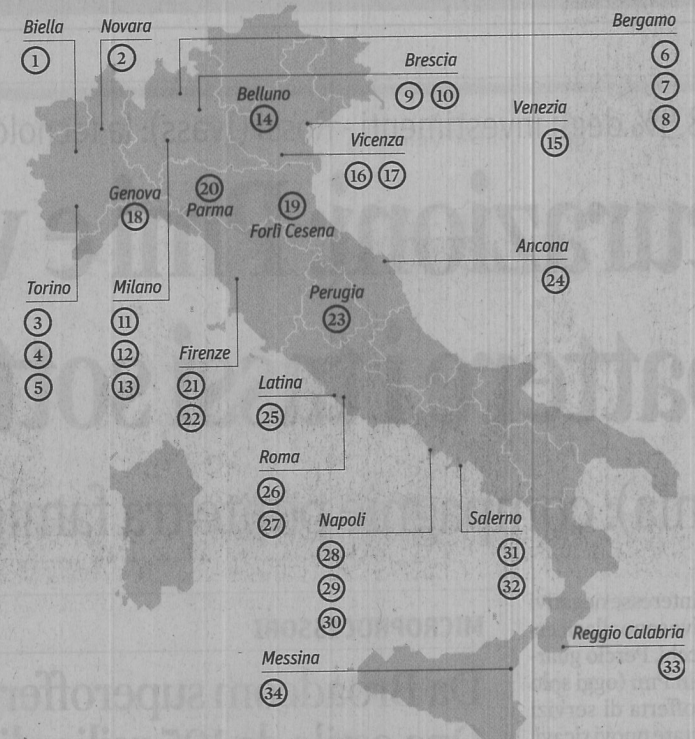 Biella
1
Novara
2
Bergamo
6
7
8
Brescia
9 10
Belluno
14
Venezia
15
Vicenza
16 17
Genova
18
20
Parma
19
Forlì Cesena
Ancona
24
Torino
3
4
5
Milano
11
12
13
Perugia
23
Firenze
21
22
Latina
25
Roma
26
27
Napoli
28
29
30
Salerno
31
32
Reggio Calabria
33
Messina
34